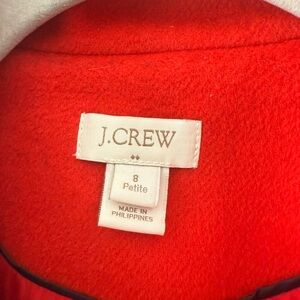 J.CREW
8
Petite
MADE IN
PHILIPPINES